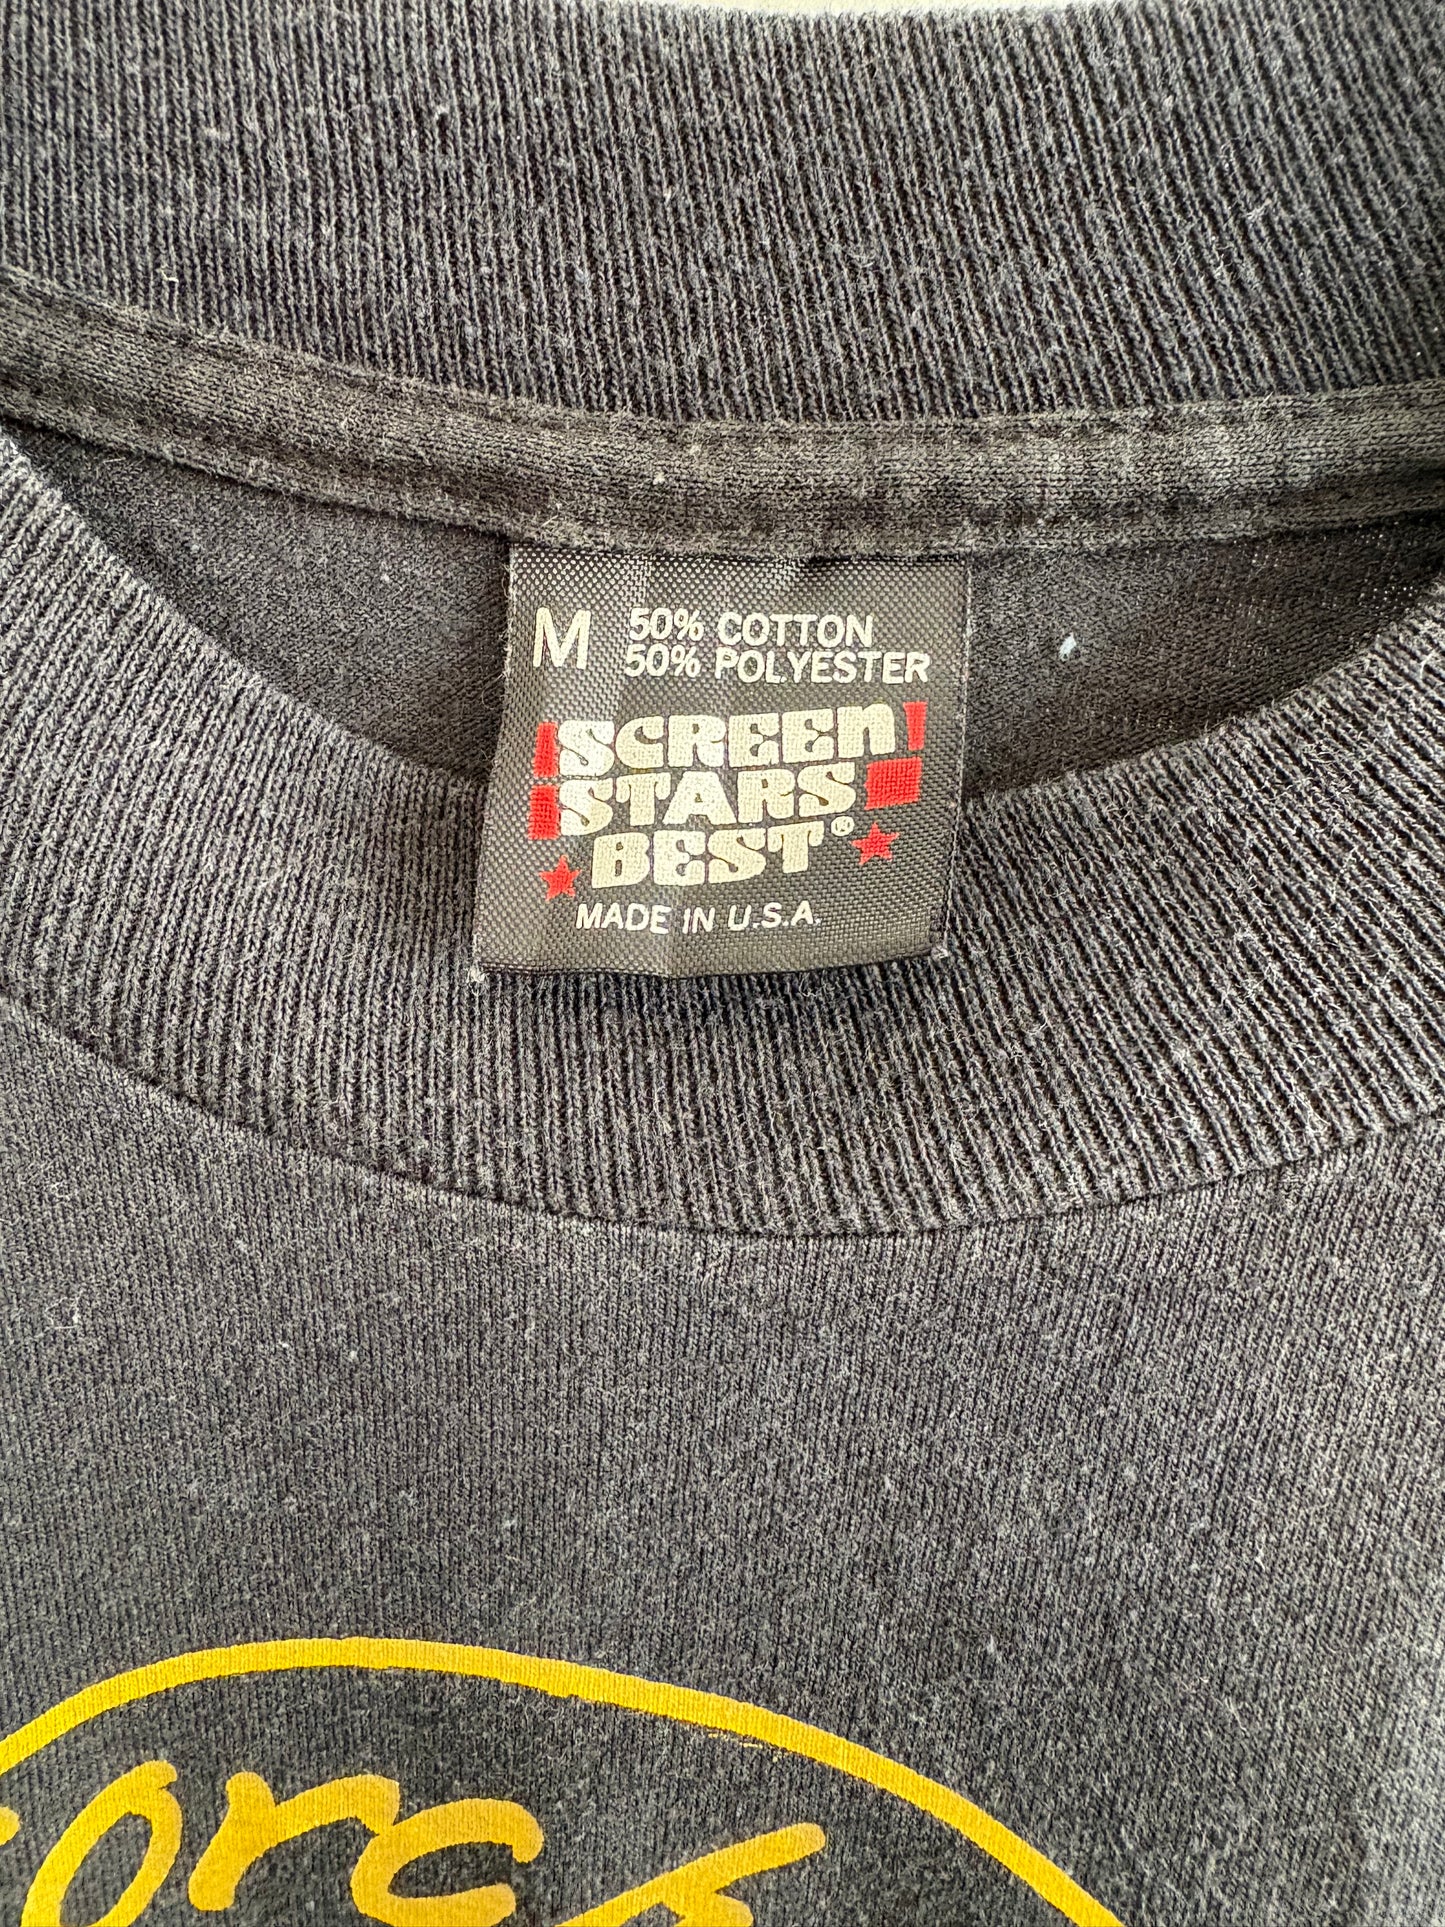 M 50% COTTON
50% POLYESTER
SCREEN
STARS
BEST®
MADE IN U.S.A.